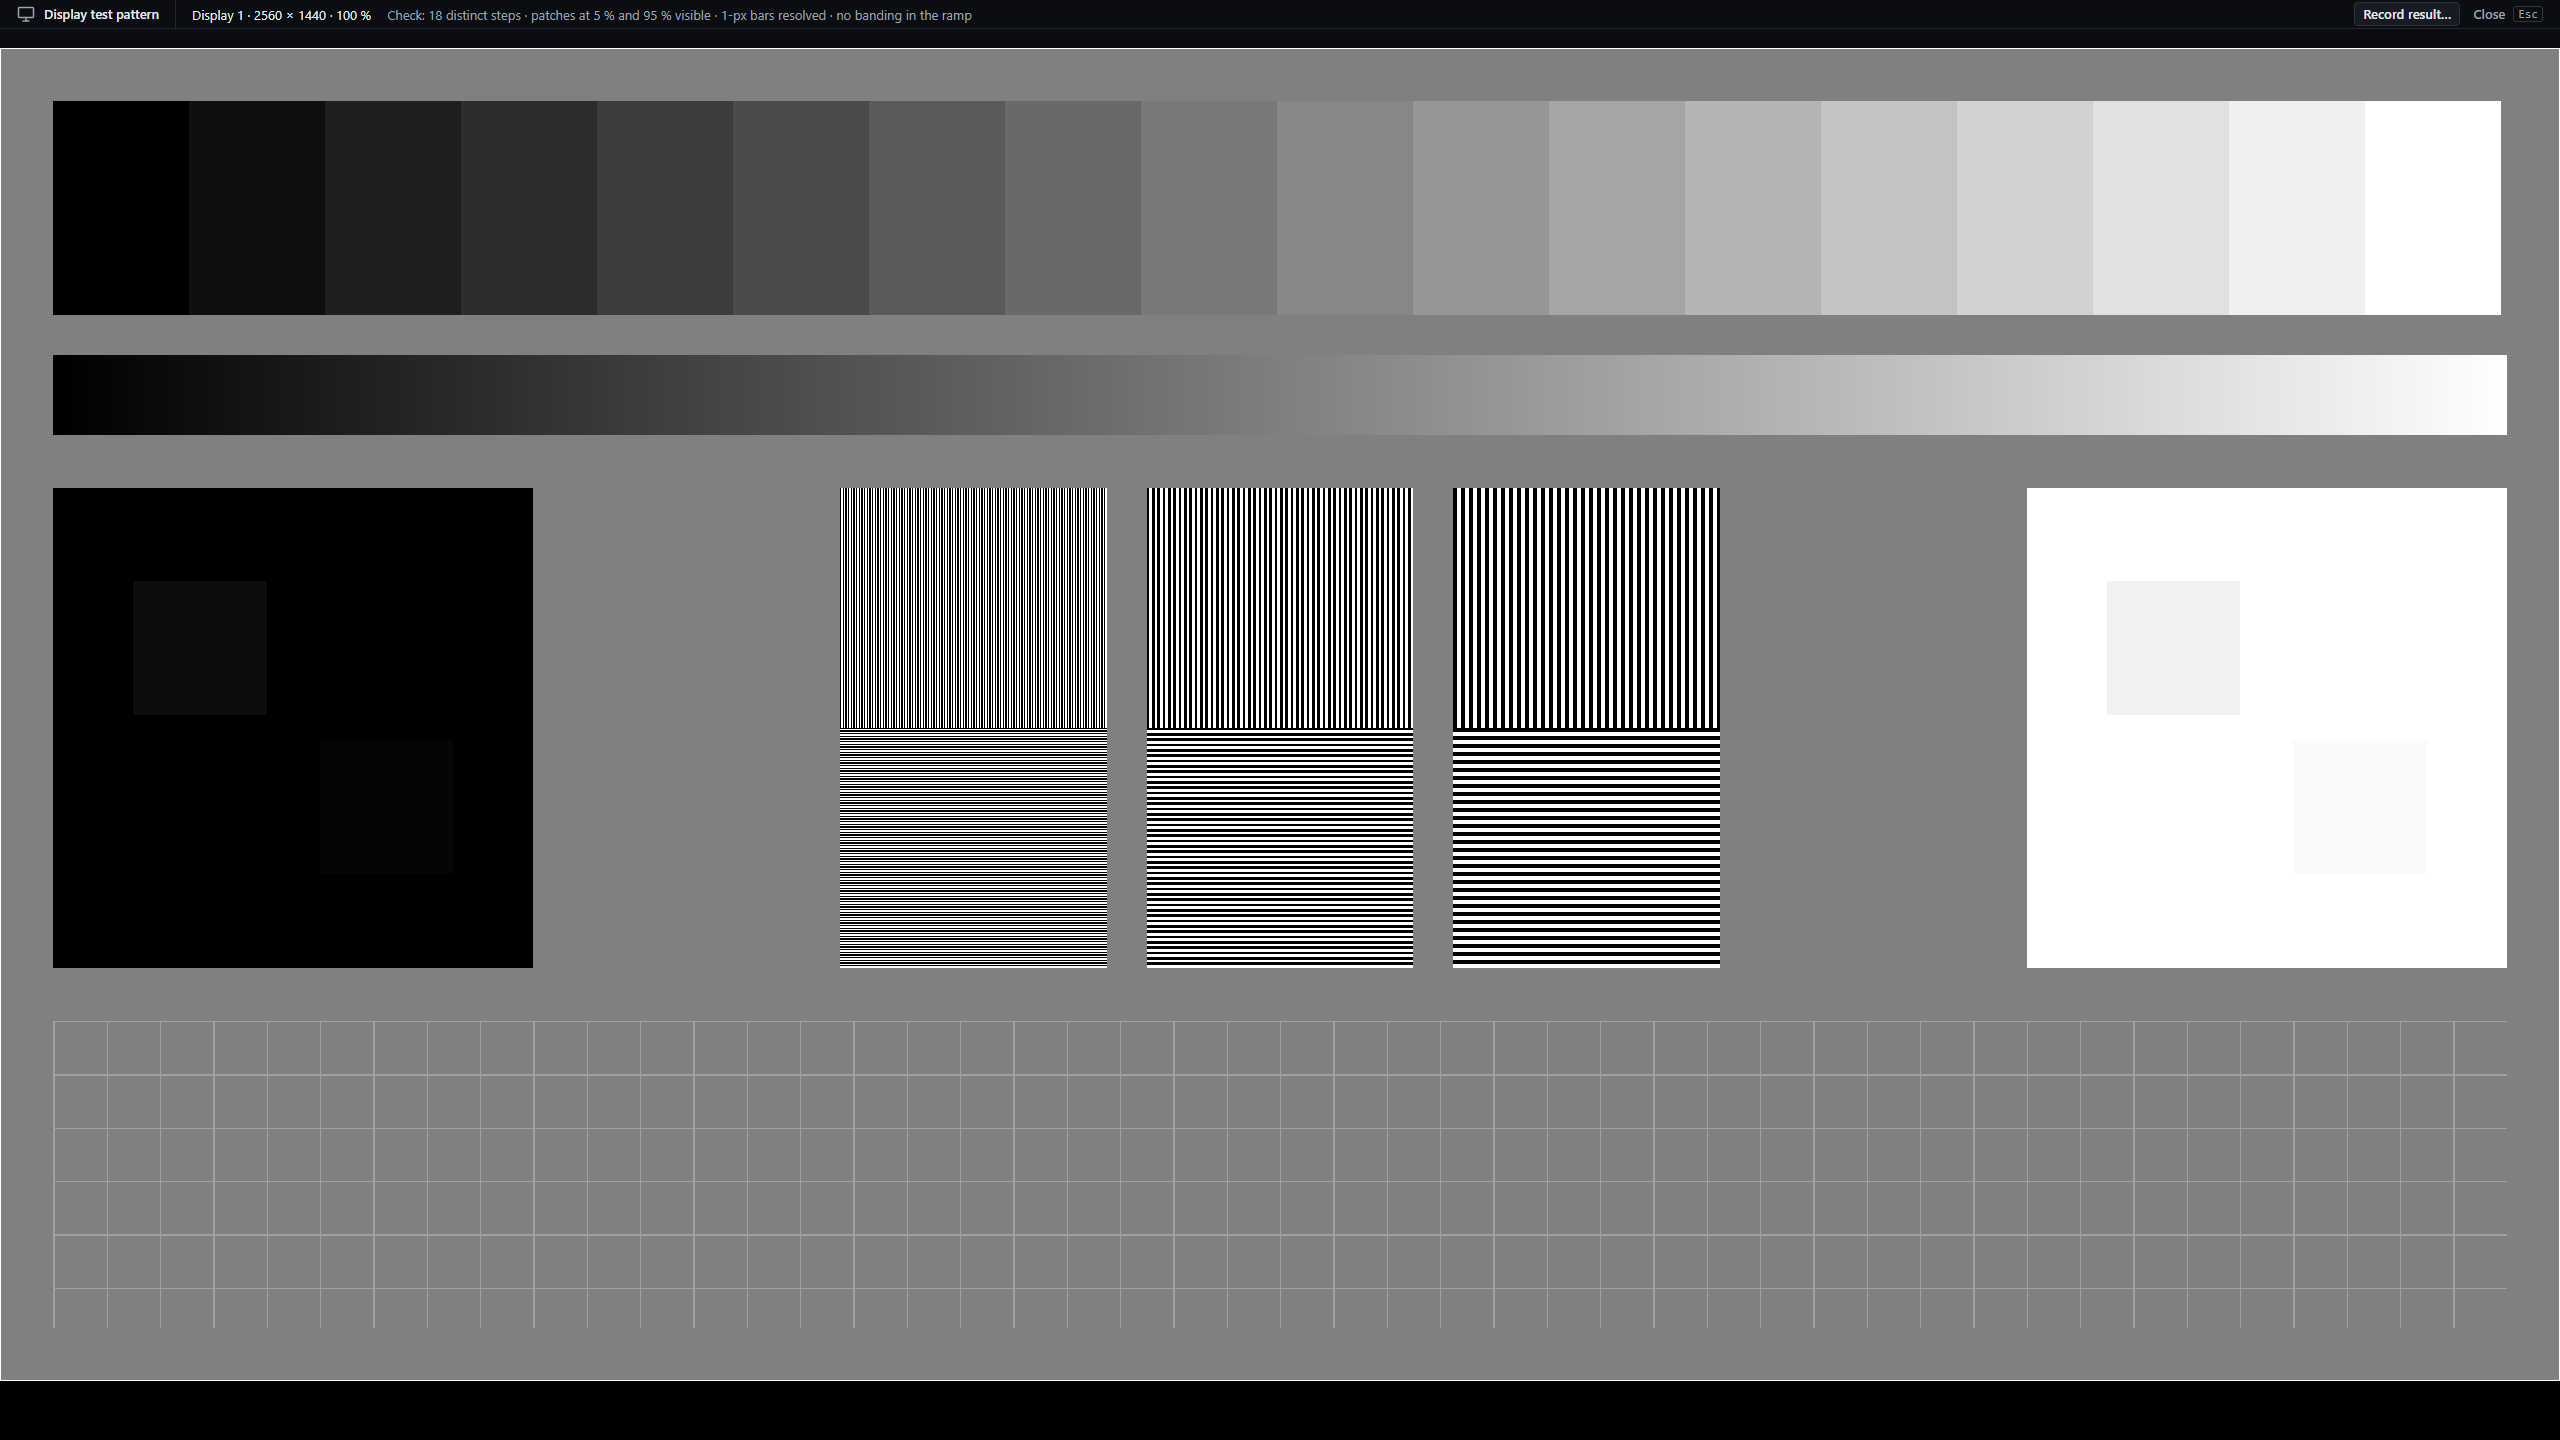 Display test pattern
Display 1 · 2560 × 1440 · 100 %
Check: 18 distinct steps · patches at 5 % and 95 % visible · 1-px bars resolved · no banding in the ramp
Record result...
Close Esc